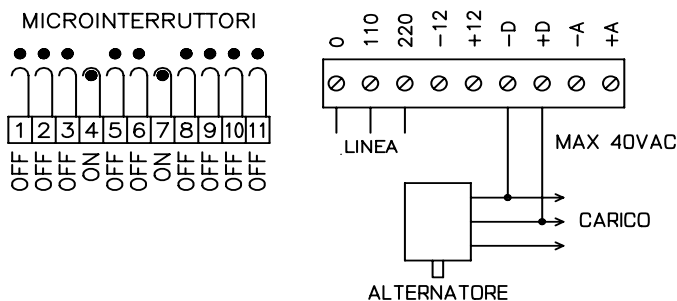 MICROINTERRUTTORI
1 2 3 4 5 6 7 8 9 10 11
OFF OFF OFF ON OFF OFF ON OFF OFF OFF OFF
0 110 220 -12 +12 -D +D -A +A
.LINEA
MAX 40VAC
CARICO
ALTERNATORE